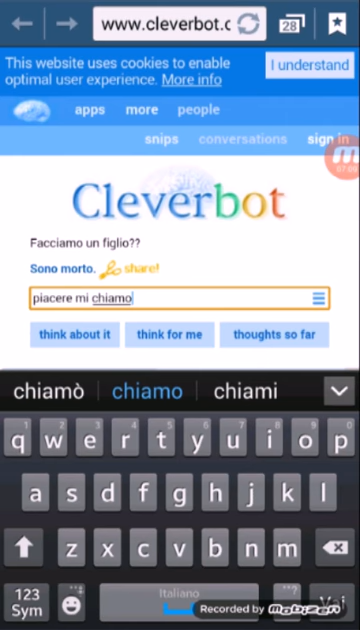 www.cleverbot.c
28
This website uses cookies to enable
optimal user experience. More info
I understand
apps more people
snips conversations sign in
Cleverbot
Facciamo un figlio??
Sono morto. share!
piacere mi chiamo
think about it think for me thoughts so far
chiamò chiamo chiami
q w e r t y u i o p
a s d f g h j k l
z x c v b n m
123
Sym
Italiano
Recorded by Mobizen